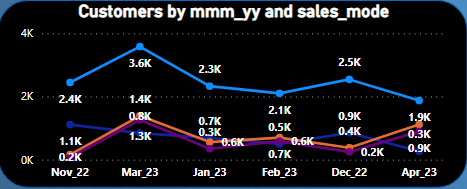 Customers by mmm_yy and sales_mode
4K
3.6K
2.5K
2.3K
2.4K
2.1K
1.9K
2K
1.4K
0.8K
1.3K
1.1K
0.2K
0.7K
0.3K
0.6K
0.5K
0.6K
0.7K
0.9K
0.4K
0.2K
0.3K
0.9K
0K
Nov_22 Mar_23 Jan_23 Feb_23 Dec_22 Apr_23